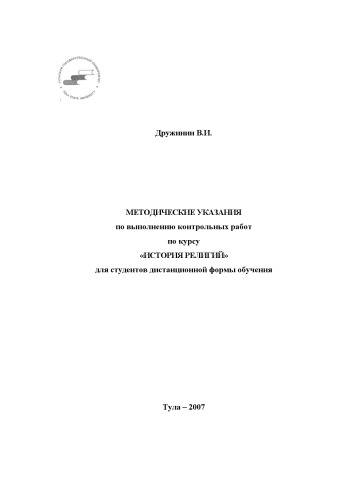 Дружинин В.И.
МЕТОДИЧЕСКИЕ УКАЗАНИЯ
по выполнению контрольных работ
по курсу
«ИСТОРИЯ РЕЛИГИЙ»
для студентов дистанционной формы обучения
Тула – 2007